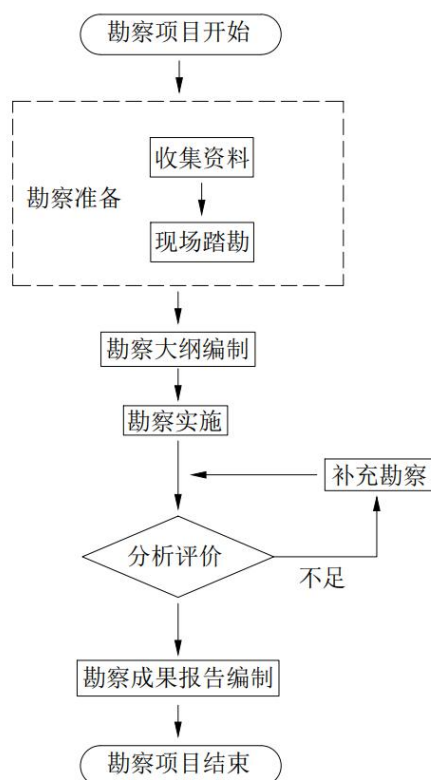 勘察项目开始
收集资料
勘察准备
现场踏勘
勘察大纲编制
勘察实施
补充勘察
分析评价
不足
勘察成果报告编制
勘察项目结束